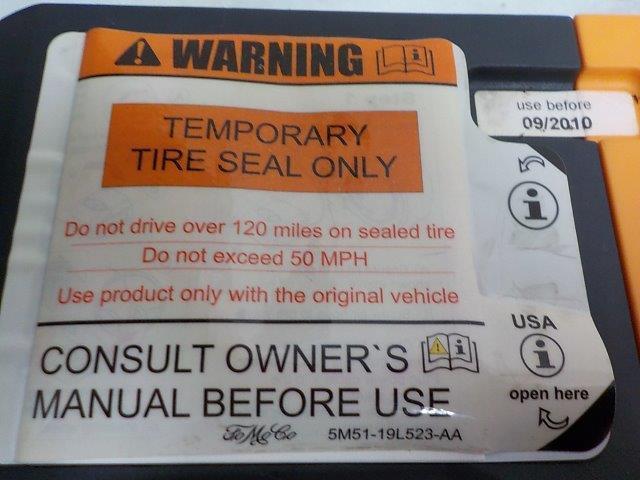 WARNING
TEMPORARY
TIRE SEAL ONLY
Do not drive over 120 miles on sealed tire
Do not exceed 50 MPH
Use product only with the original vehicle
CONSULT OWNER`S
MANUAL BEFORE USE
FoMoCo 5M51-19L523-AA
use before
09/2010
USA
open here